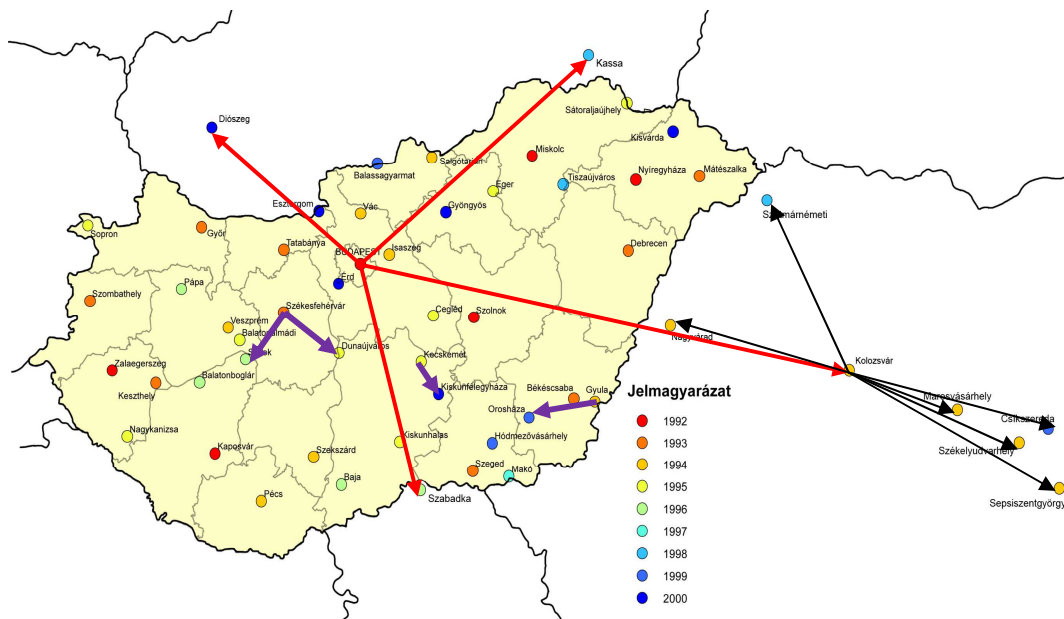 Kassa
Sátoraljaújhely
Diószeg
Kisvárda
Miskolc
Salgótarján
Balassagyarmat
Nyíregyháza
Mátészalka
Tiszaújváros
Eger
Esztergom
Vác
Gyöngyös
Szatmárnémeti
Sopron
Győr
Tatabánya
BUDAPEST
Isaszeg
Debrecen
Érd
Pápa
Szombathely
Székesfehérvár
Cegléd
Szolnok
Veszprém
Balatonalmádi
Siófok
Dunaújváros
Nagyvárad
Kecskemét
Kolozsvár
Zalaegerszeg
Balatonboglár
Keszthely
Kiskunfélegyháza
Békéscsaba
Gyula
Jelmagyarázat
Orosháza
Marosvásárhely
Csíkszereda
Nagykanizsa
Kiskunhalas
Hódmezővásárhely
Székelyudvarhely
Kaposvár
Szekszárd
Szeged
Makó
Baja
Pécs
Szabadka
Sepsiszentgyörgy
1992
1993
1994
1995
1996
1997
1998
1999
2000